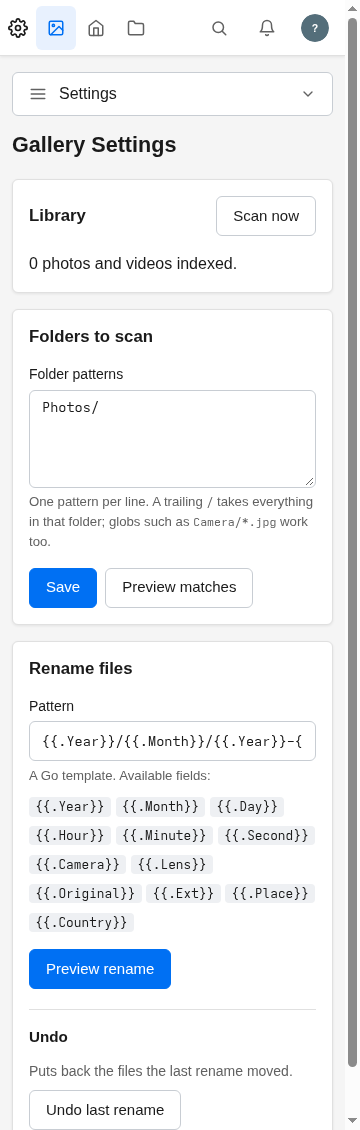 ?
Settings
Gallery Settings
Library
Scan now
0 photos and videos indexed.
Folders to scan
Folder patterns
Photos/
One pattern per line. A trailing / takes everything
in that folder; globs such as Camera/*.jpg work
too.
Save
Preview matches
Rename files
Pattern
{{.Year}}/{{.Month}}/{{.Year}}-{
A Go template. Available fields:
{{.Year}} {{.Month}} {{.Day}}
{{.Hour}} {{.Minute}} {{.Second}}
{{.Camera}} {{.Lens}}
{{.Original}} {{.Ext}} {{.Place}}
{{.Country}}
Preview rename
Undo
Puts back the files the last rename moved.
Undo last rename